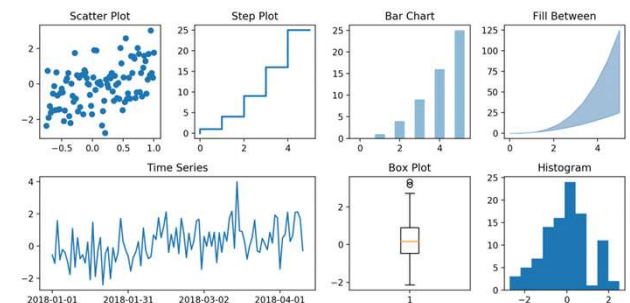 Scatter Plot
2
0
−2
−0.5 0.0 0.5 1.0
Step Plot
25
20
15
10
5
0
0 2 4
Bar Chart
25
20
15
10
5
0
0 2 4
Fill Between
125
100
75
50
25
0
0 2 4
Time Series
4
2
0
−2
2018-01-01 2018-01-31 2018-03-02 2018-04-01
Box Plot
2
0
−2
1
Histogram
25
20
15
10
5
0
−2 0 2